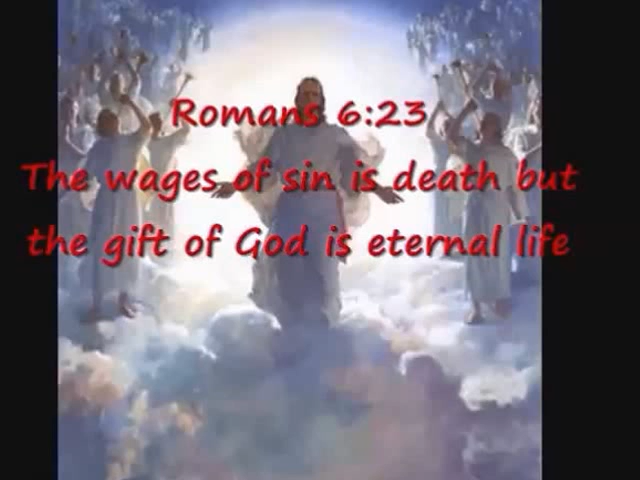 Romans 6:23
The wages of sin is death but
the gift of God is eternal life